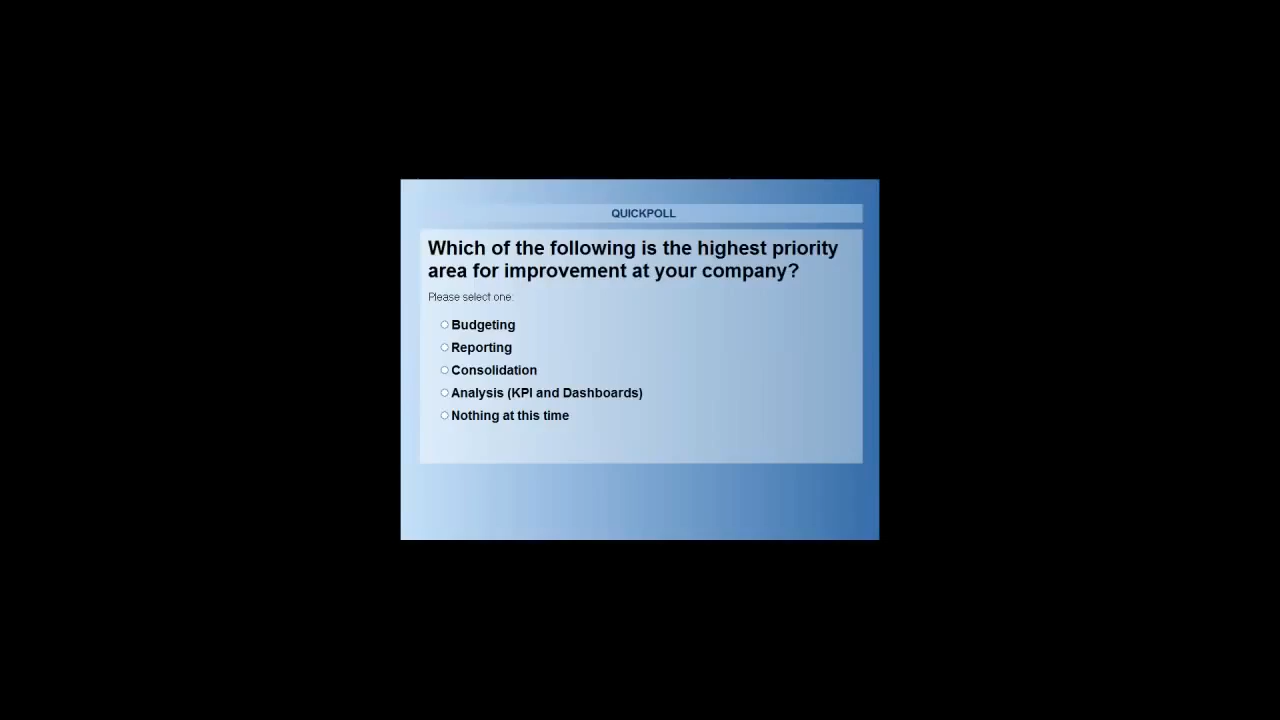 QUICKPOLL
Which of the following is the highest priority
area for improvement at your company?
Please select one:
Budgeting
Reporting
Consolidation
Analysis (KPI and Dashboards)
Nothing at this time